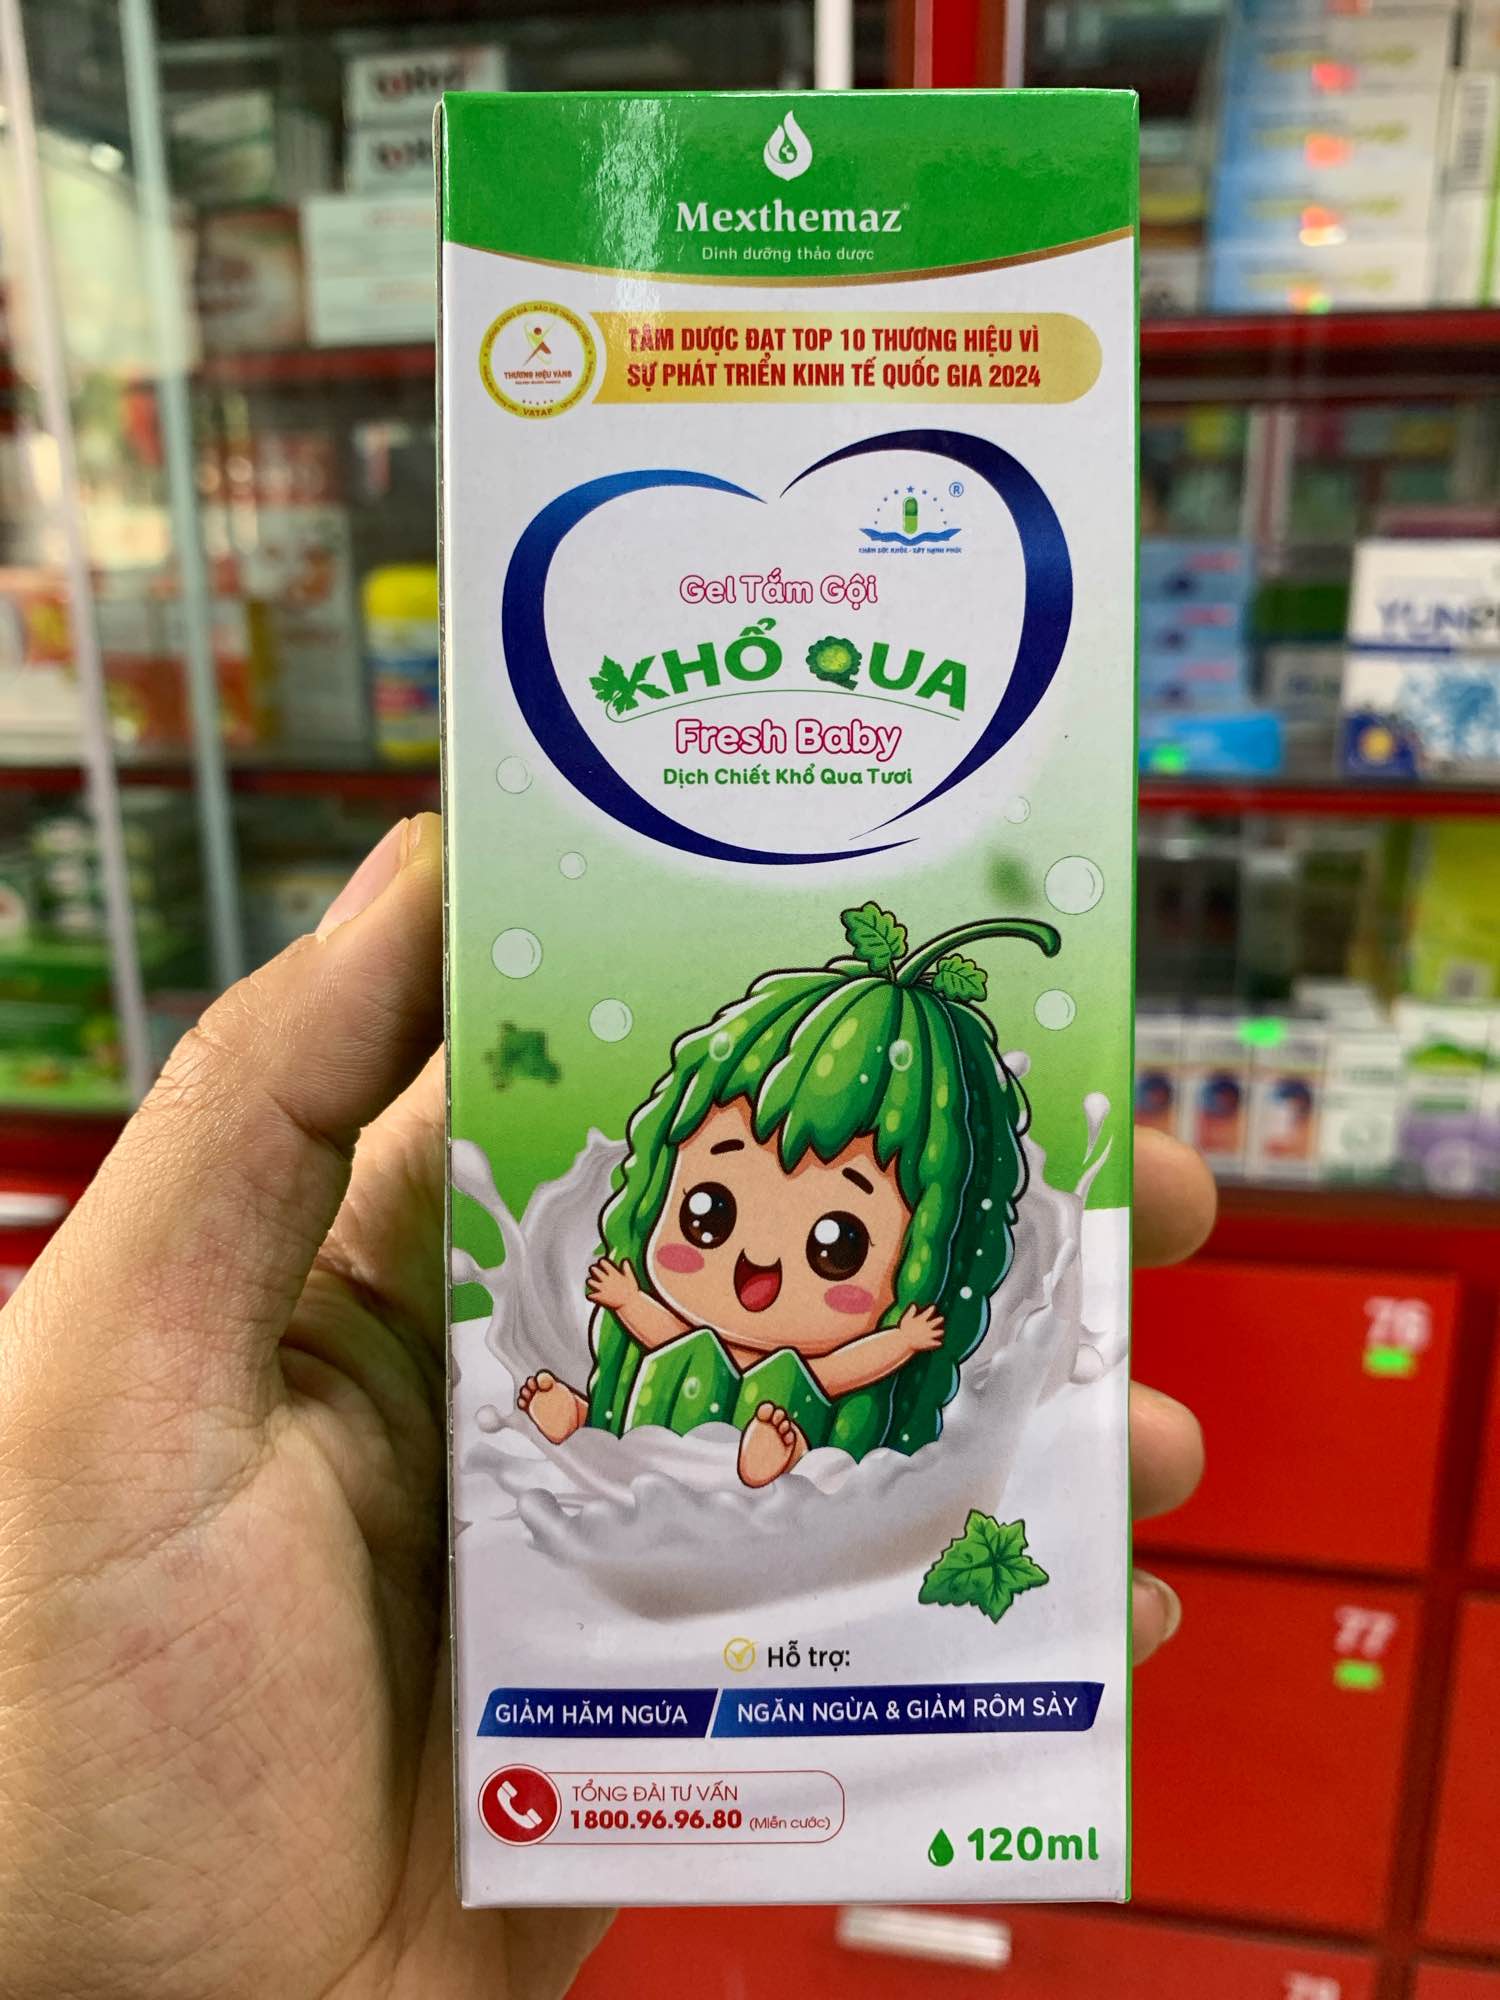 Mexthemaz
Dinh dưỡng thảo dược
THƯƠNG HIỆU VÀNG
VATAP
TÂM DƯỢC ĐẠT TOP 10 THƯƠNG HIỆU VÌ
SỰ PHÁT TRIỂN KINH TẾ QUỐC GIA 2024
®
CHĂM SÓC KHỎE - XÂY HẠNH PHÚC
Gel Tắm Gội
KHỔ QUA
Fresh Baby
Dịch Chiết Khổ Qua Tươi
Hỗ trợ:
GIẢM HĂM NGỨA
NGĂN NGỪA & GIẢM RÔM SẢY
TỔNG ĐÀI TƯ VẤN
1800.96.96.80 (Miễn cước)
120ml
76
77